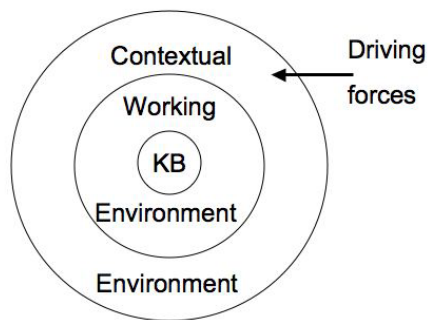 Contextual
Working
KB
Environment
Environment
Driving
forces